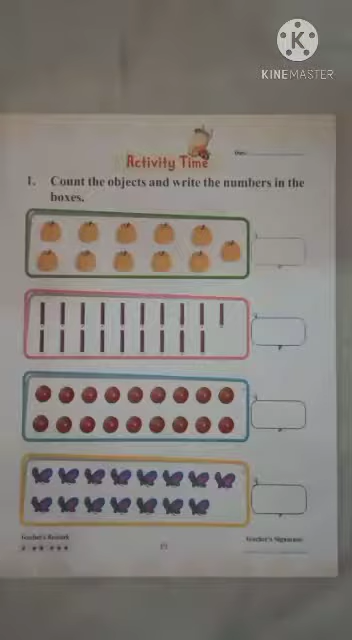 K
KINEMASTER
Activity Time
Date:
1. Count the objects and write the numbers in the
boxes.
Teacher's Remark
Teacher's Signature